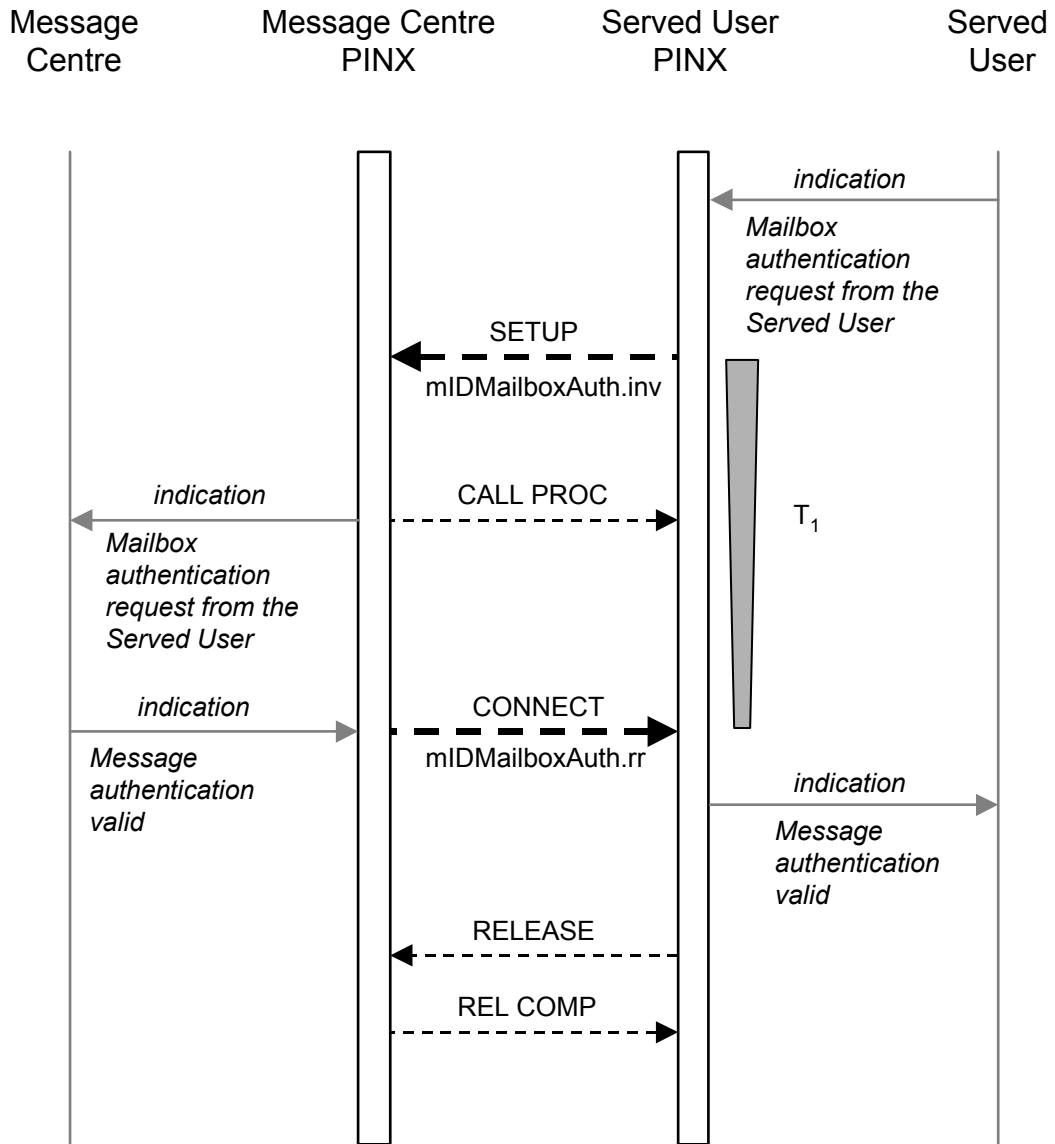 Message
Centre
Message Centre
PINX
Served User
PINX
Served
User
indication
Mailbox
authentication
request from the
Served User
SETUP
mIDMailboxAuth.inv
indication
CALL PROC
T1
Mailbox
authentication
request from the
Served User
indication
CONNECT
mIDMailboxAuth.rr
Message
authentication
valid
indication
Message
authentication
valid
RELEASE
REL COMP